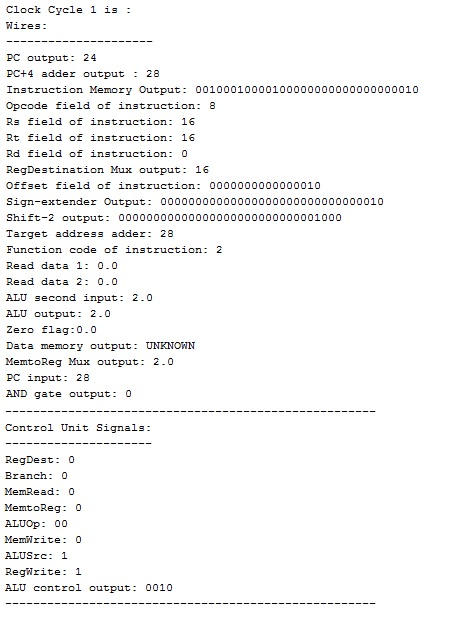 Clock Cycle 1 is :
Wires:
---------------------
PC output: 24
PC+4 adder output : 28
Instruction Memory Output: 00100010000100000000000000000010
Opcode field of instruction: 8
Rs field of instruction: 16
Rt field of instruction: 16
Rd field of instruction: 0
RegDestination Mux output: 16
Offset field of instruction: 0000000000000010
Sign-extender Output: 00000000000000000000000000000010
Shift-2 output: 00000000000000000000000000001000
Target address adder: 28
Function code of instruction: 2
Read data 1: 0.0
Read data 2: 0.0
ALU second input: 2.0
ALU output: 2.0
Zero flag:0.0
Data memory output: UNKNOWN
MemtoReg Mux output: 2.0
PC input: 28
AND gate output: 0
-----------------------------------------------------
Control Unit Signals:
---------------------
RegDest: 0
Branch: 0
MemRead: 0
MemtoReg: 0
ALUOp: 00
MemWrite: 0
ALUSrc: 1
RegWrite: 1
ALU control output: 0010
-----------------------------------------------------